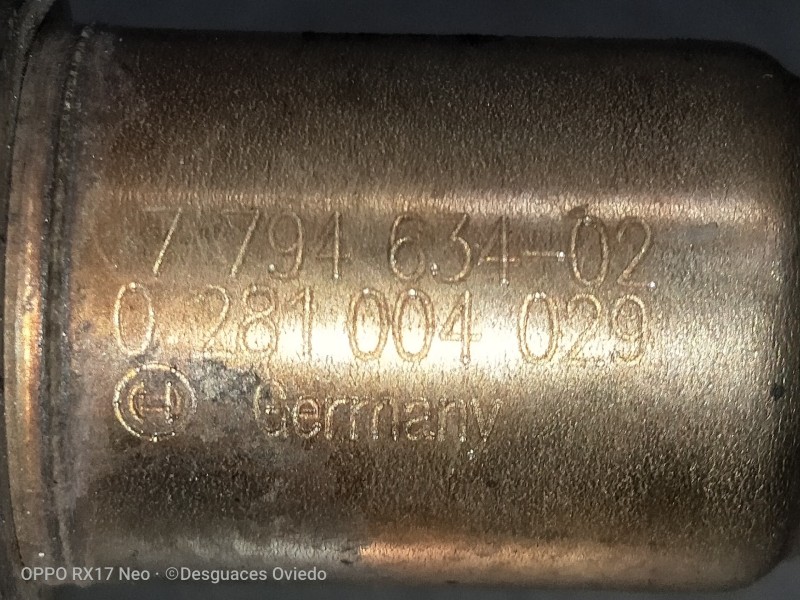 7 794 634-02
0 281 004 029
Germany
OPPO RX17 Neo · ©Desguaces Oviedo